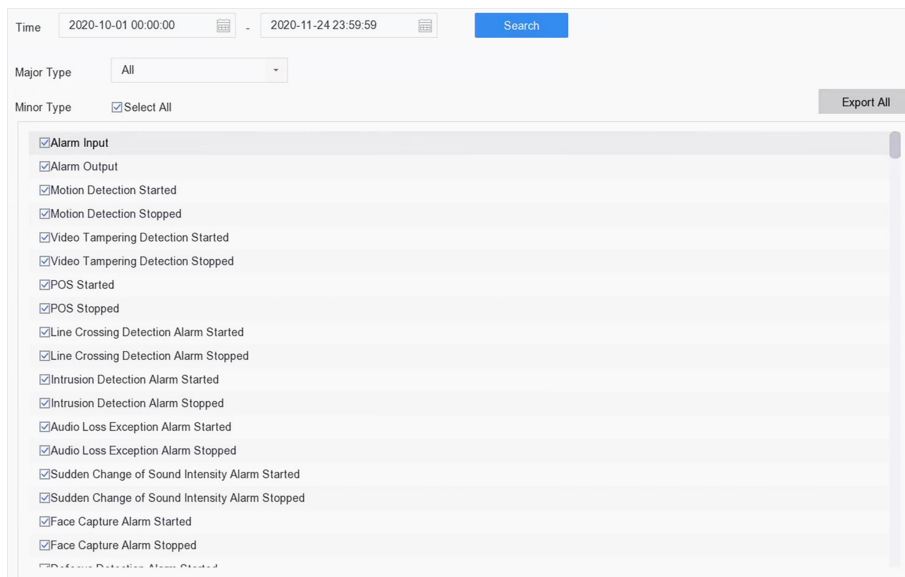 Time 2020-10-01 00:00:00 - 2020-11-24 23:59:59 Search
Major Type All
Minor Type Select All
Export All
Alarm Input
Alarm Output
Motion Detection Started
Motion Detection Stopped
Video Tampering Detection Started
Video Tampering Detection Stopped
POS Started
POS Stopped
Line Crossing Detection Alarm Started
Line Crossing Detection Alarm Stopped
Intrusion Detection Alarm Started
Intrusion Detection Alarm Stopped
Audio Loss Exception Alarm Started
Audio Loss Exception Alarm Stopped
Sudden Change of Sound Intensity Alarm Started
Sudden Change of Sound Intensity Alarm Stopped
Face Capture Alarm Started
Face Capture Alarm Stopped
Defocus Detection Alarm Started